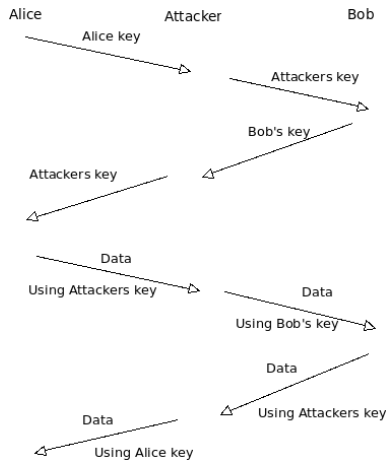 Alice Attacker Bob
Alice key
Attackers key
Bob's key
Attackers key
Data
Using Attackers key
Data
Using Bob's key
Data
Using Attackers key
Data
Using Alice key